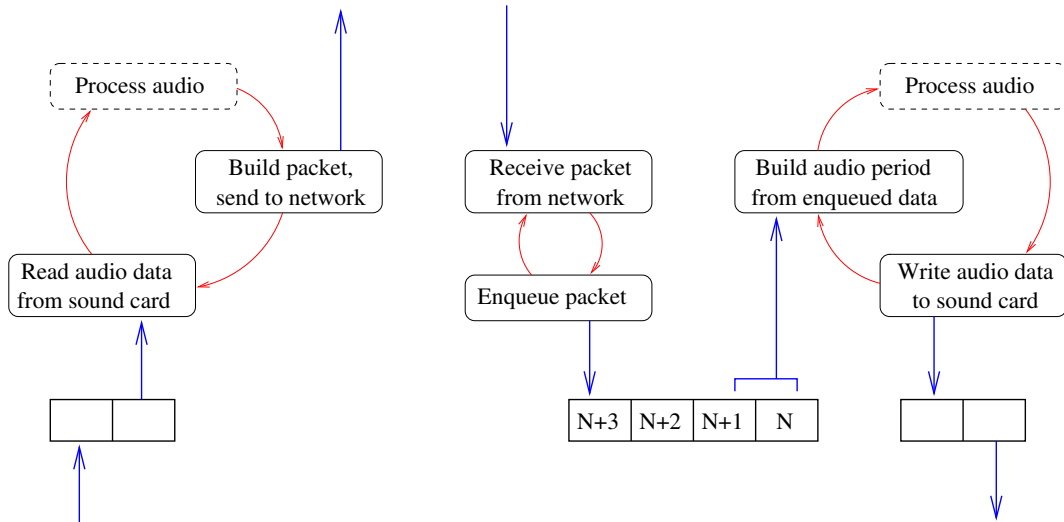 Process audio
Build packet,
send to network
Read audio data
from sound card
Receive packet
from network
Enqueue packet
N+3 N+2 N+1 N
Process audio
Build audio period
from enqueued data
Write audio data
to sound card